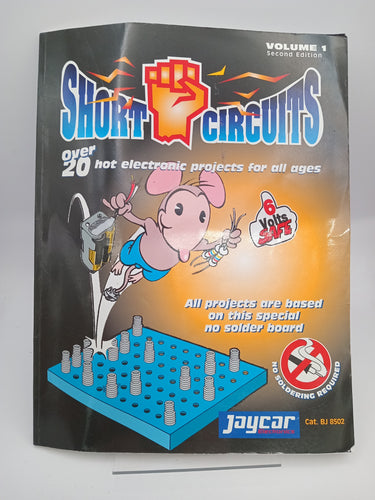 VOLUME 1
Second Edition
SHORT CIRCUITS
Over
20 hot electronic projects for all ages
6
Volts
SAFE
All projects are based
on this special
no solder board
NO SOLDERING REQUIRED
Jaycar
Cat. BJ 8502